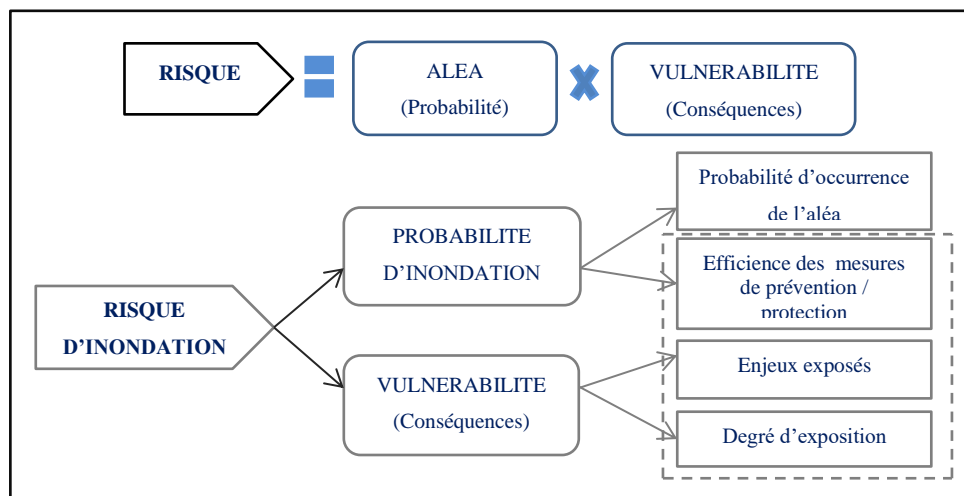 RISQUE
ALEA
(Probabilité)
VULNERABILITE
(Conséquences)
Probabilité d’occurrence
de l’aléa
PROBABILITE
D’INONDATION
Efficience des mesures
de prévention /
protection
RISQUE
D’INONDATION
VULNERABILITE
(Conséquences)
Enjeux exposés
Degré d’exposition